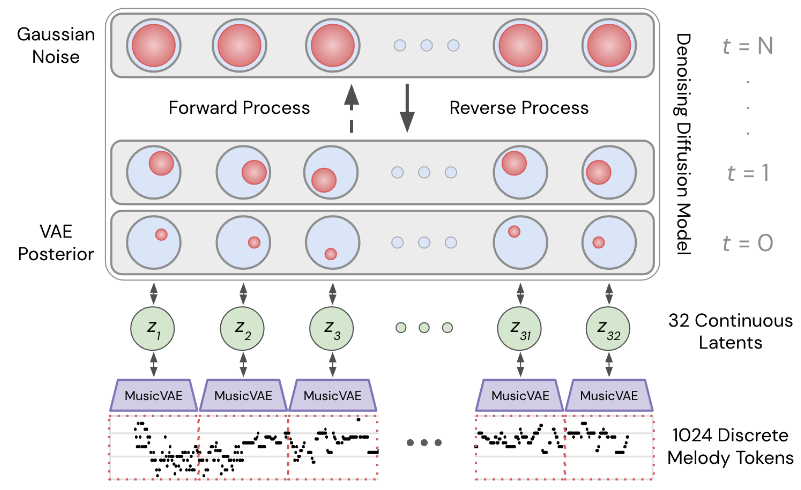 Gaussian
Noise
t = N
Forward Process
Reverse Process
Denoising Diffusion Model
t = 1
VAE
Posterior
t = 0
z1
z2
z3
z31
z32
32 Continuous
Latents
MusicVAE
MusicVAE
MusicVAE
MusicVAE
MusicVAE
1024 Discrete
Melody Tokens